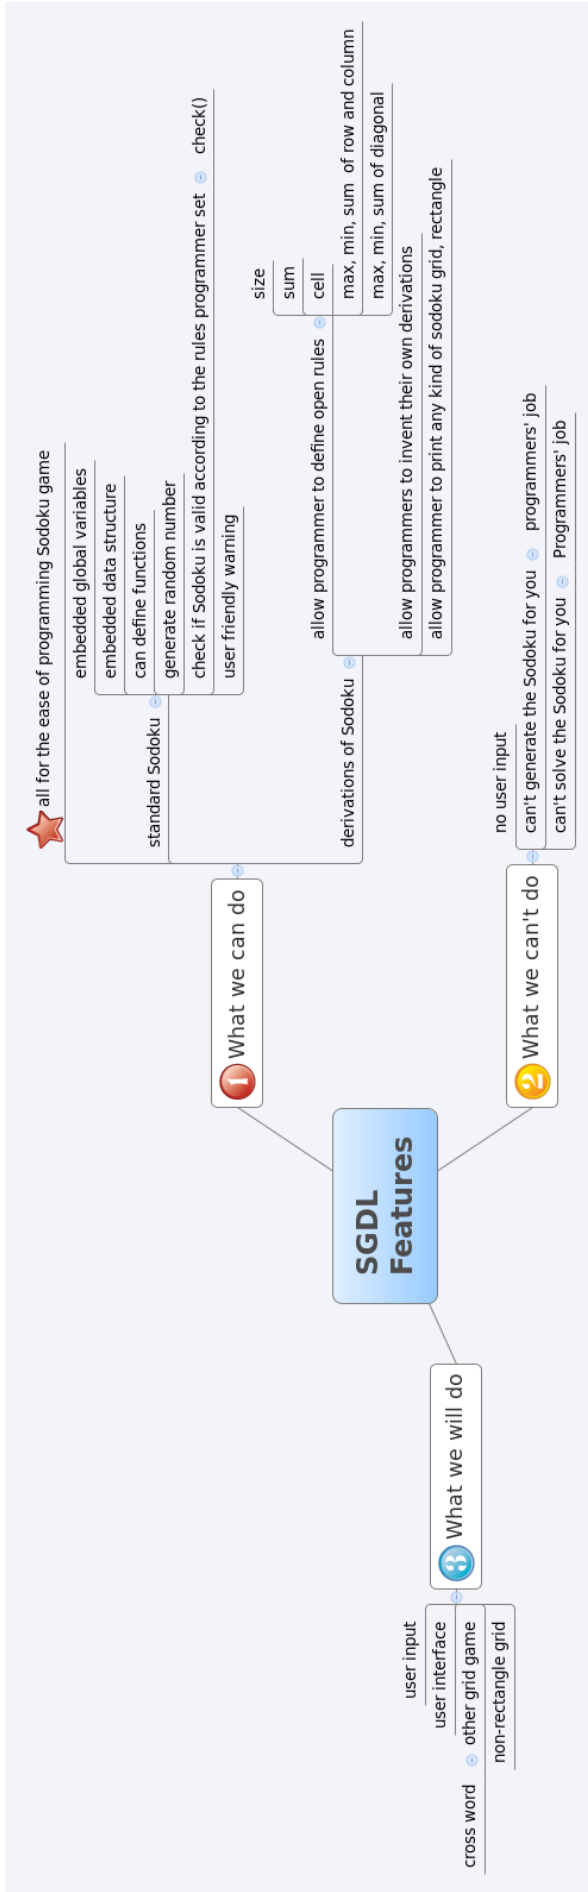 SGDL
Features
1
What we can do
all for the ease of programming Sodoku game
standard Sodoku
embedded global variables
embedded data structure
can define functions
generate random number
check if Sodoku is valid according to the rules programmer set
check()
user friendly warning
derivations of Sodoku
allow programmer to define open rules
size
sum
cell
max, min, sum of row and column
max, min, sum of diagonal
allow programmers to invent their own derivations
allow programmer to print any kind of sodoku grid, rectangle
2
What we can't do
no user input
can't generate the Sodoku for you
programmers' job
can't solve the Sodoku for you
Programmers' job
3
What we will do
user input
user interface
other grid game
cross word
non-rectangle grid